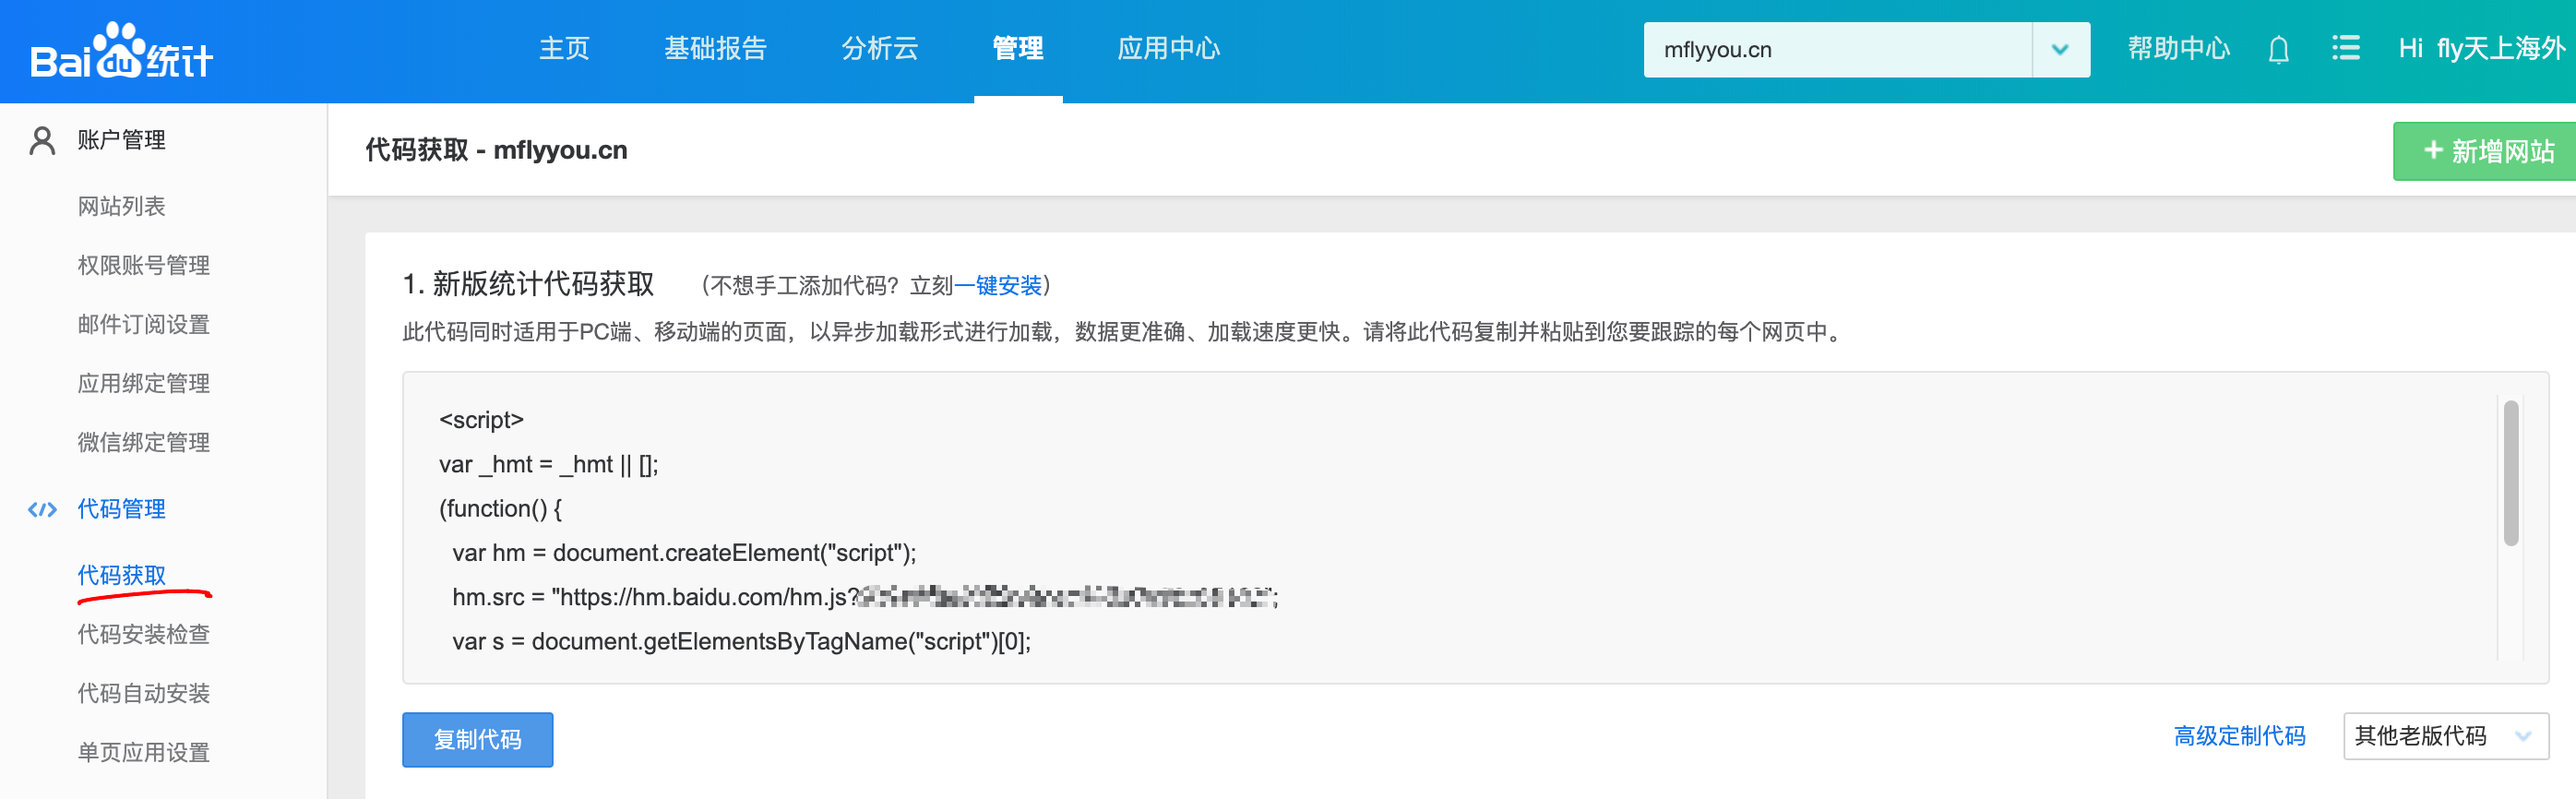 Bai du 统计
主页 基础报告 分析云 管理 应用中心
mflyyou.cn
帮助中心
Hi fly天上海外
账户管理
网站列表
权限账号管理
邮件订阅设置
应用绑定管理
微信绑定管理
</> 代码管理
代码获取
代码安装检查
代码自动安装
单页应用设置
代码获取 - mflyyou.cn
+ 新增网站
1. 新版统计代码获取 (不想手工添加代码？立刻一键安装)
此代码同时适用于PC端、移动端的页面，以异步加载形式进行加载，数据更准确、加载速度更快。请将此代码复制并粘贴到您要跟踪的每个网页中。
<script>
var _hmt = _hmt || [];
(function() {
var hm = document.createElement("script");
hm.src = "https://hm.baidu.com/hm.js?
var s = document.getElementsByTagName("script")[0];
复制代码
高级定制代码
其他老版代码